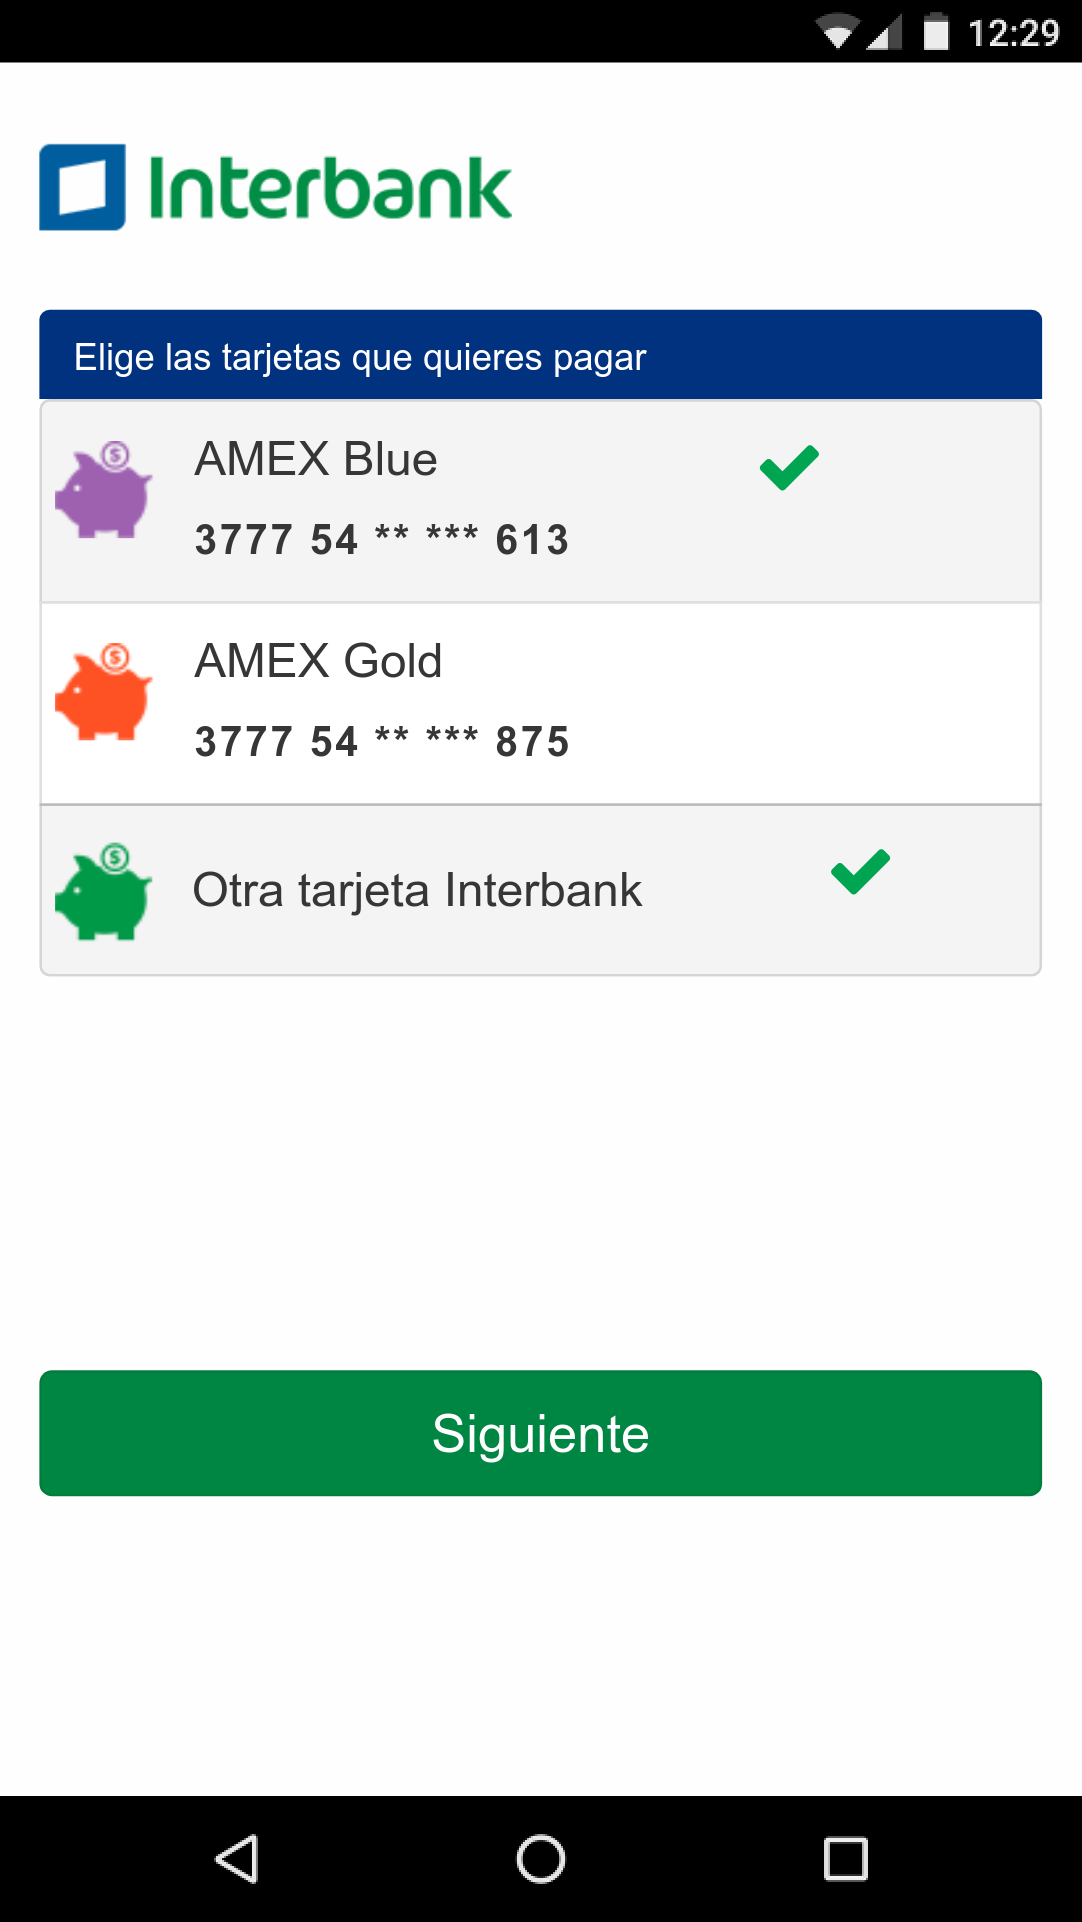 12:29
Interbank
Elige las tarjetas que quieres pagar
AMEX Blue
3777 54 ** *** 613
AMEX Gold
3777 54 ** *** 875
Otra tarjeta Interbank
Siguiente